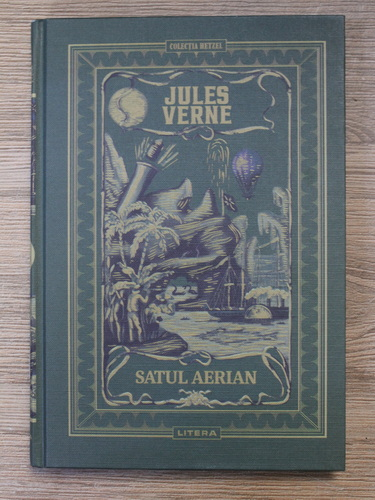 COLECȚIA HETZEL
JULES
VERNE
SATUL AERIAN
LITERA